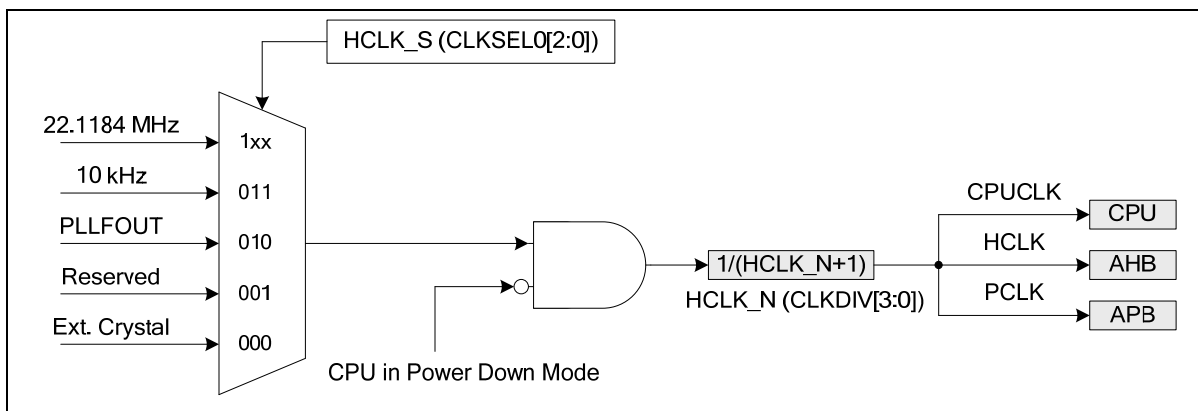 HCLK_S (CLKSEL0[2:0])
22.1184 MHz
1xx
10 kHz
011
PLLFOUT
010
Reserved
001
Ext. Crystal
000
CPU in Power Down Mode
1/(HCLK_N+1)
HCLK_N (CLKDIV[3:0])
CPUCLK
CPU
HCLK
AHB
PCLK
APB